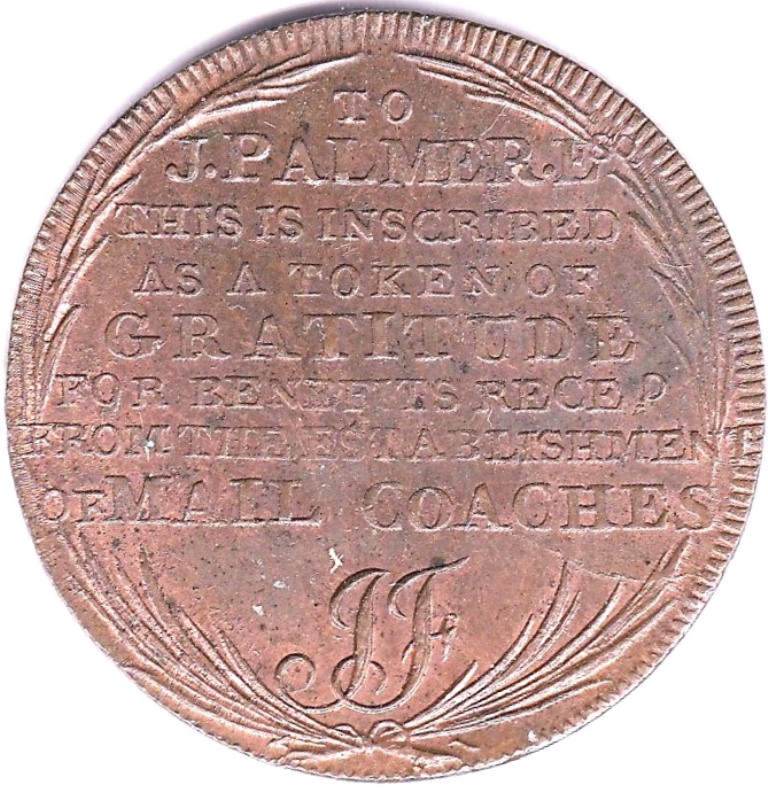 TO
J. PALMER. E
THIS IS INSCRIBED
AS A TOKEN OF
GRATITUDE
FOR BENEFITS RECED
FROM THE ESTABLISHMENT
OF MAIL COACHES
JF